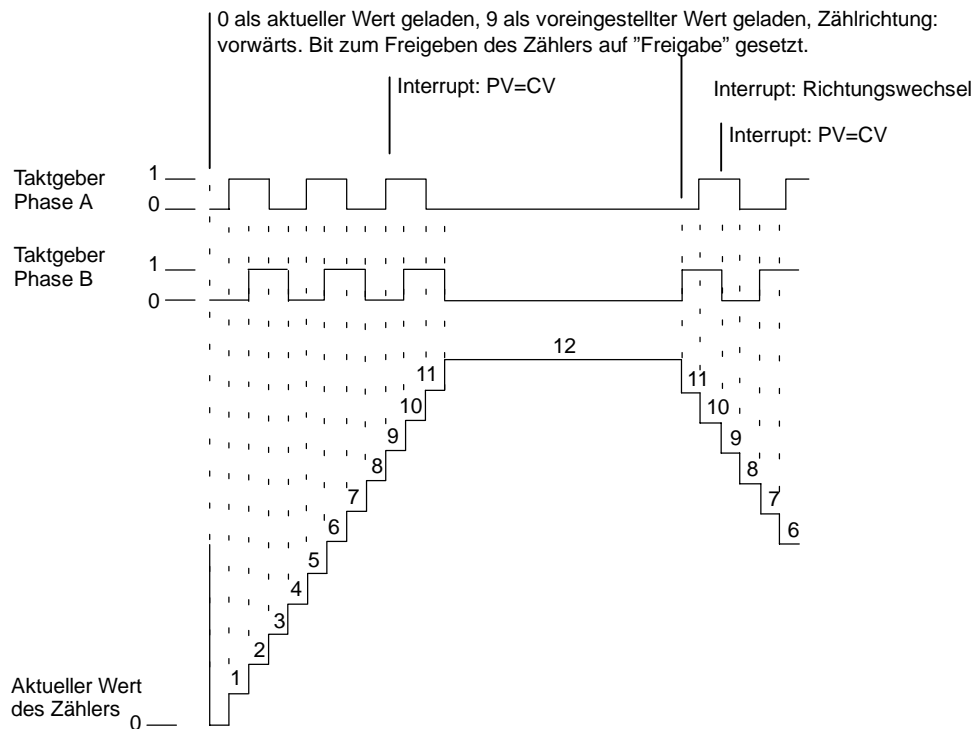 0 als aktueller Wert geladen, 9 als voreingestellter Wert geladen, Zählrichtung:
vorwärts. Bit zum Freigeben des Zählers auf ”Freigabe” gesetzt.
Interrupt: PV=CV
Interrupt: Richtungswechsel
Interrupt: PV=CV
Taktgeber
Phase A
1
0
Taktgeber
Phase B
1
0
12
11
10
9
8
7
6
5
4
3
2
1
11
10
9
8
7
6
Aktueller Wert
des Zählers
0